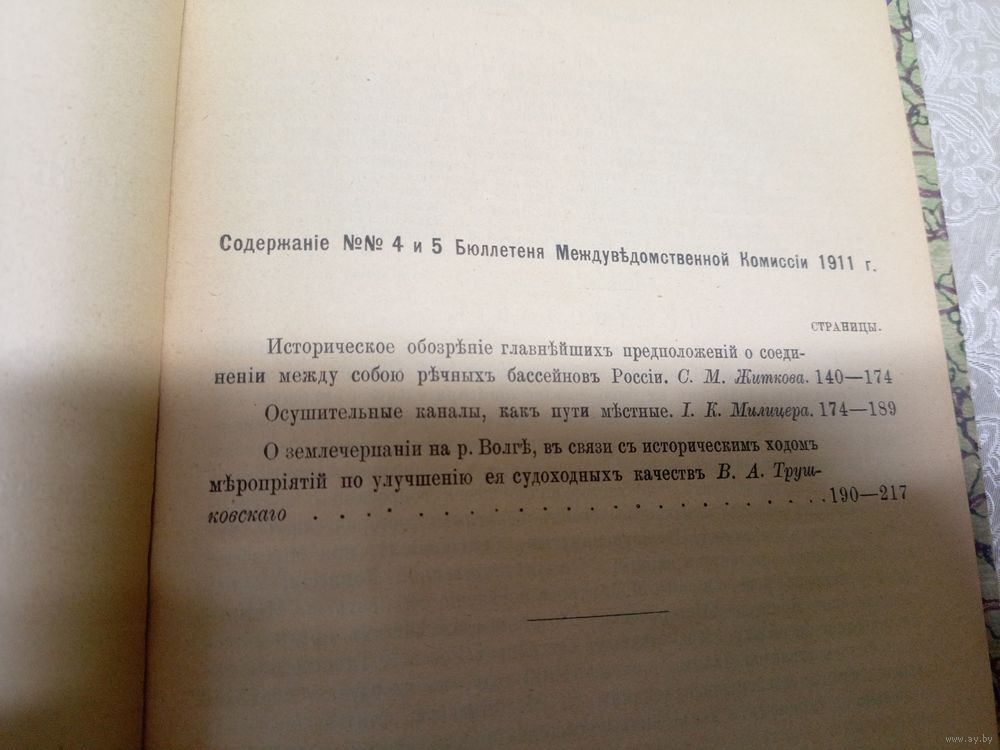 Содержаніе №№ 4 и 5 Бюллетеня Междувѣдомственной Комиссіи 1911 г.
СТРАНИЦЫ.
Историческое обозрѣніе главнѣйшихъ предположеній о соеди-
неніи между собою рѣчныхъ бассейновъ Россіи. С. М. Житкова. 140—174
Осушительные каналы, какъ пути мѣстные. І. К. Милицера. 174—189
О землечерпаніи на р. Волгѣ, въ связи съ историческимъ ходомъ
мѣропріятій по улучшенію ея судоходныхъ качествъ В. А. Труш-
ковскаго . . . . . . . . . . . . . . . . . . . . . . 190—217
www.ay.by